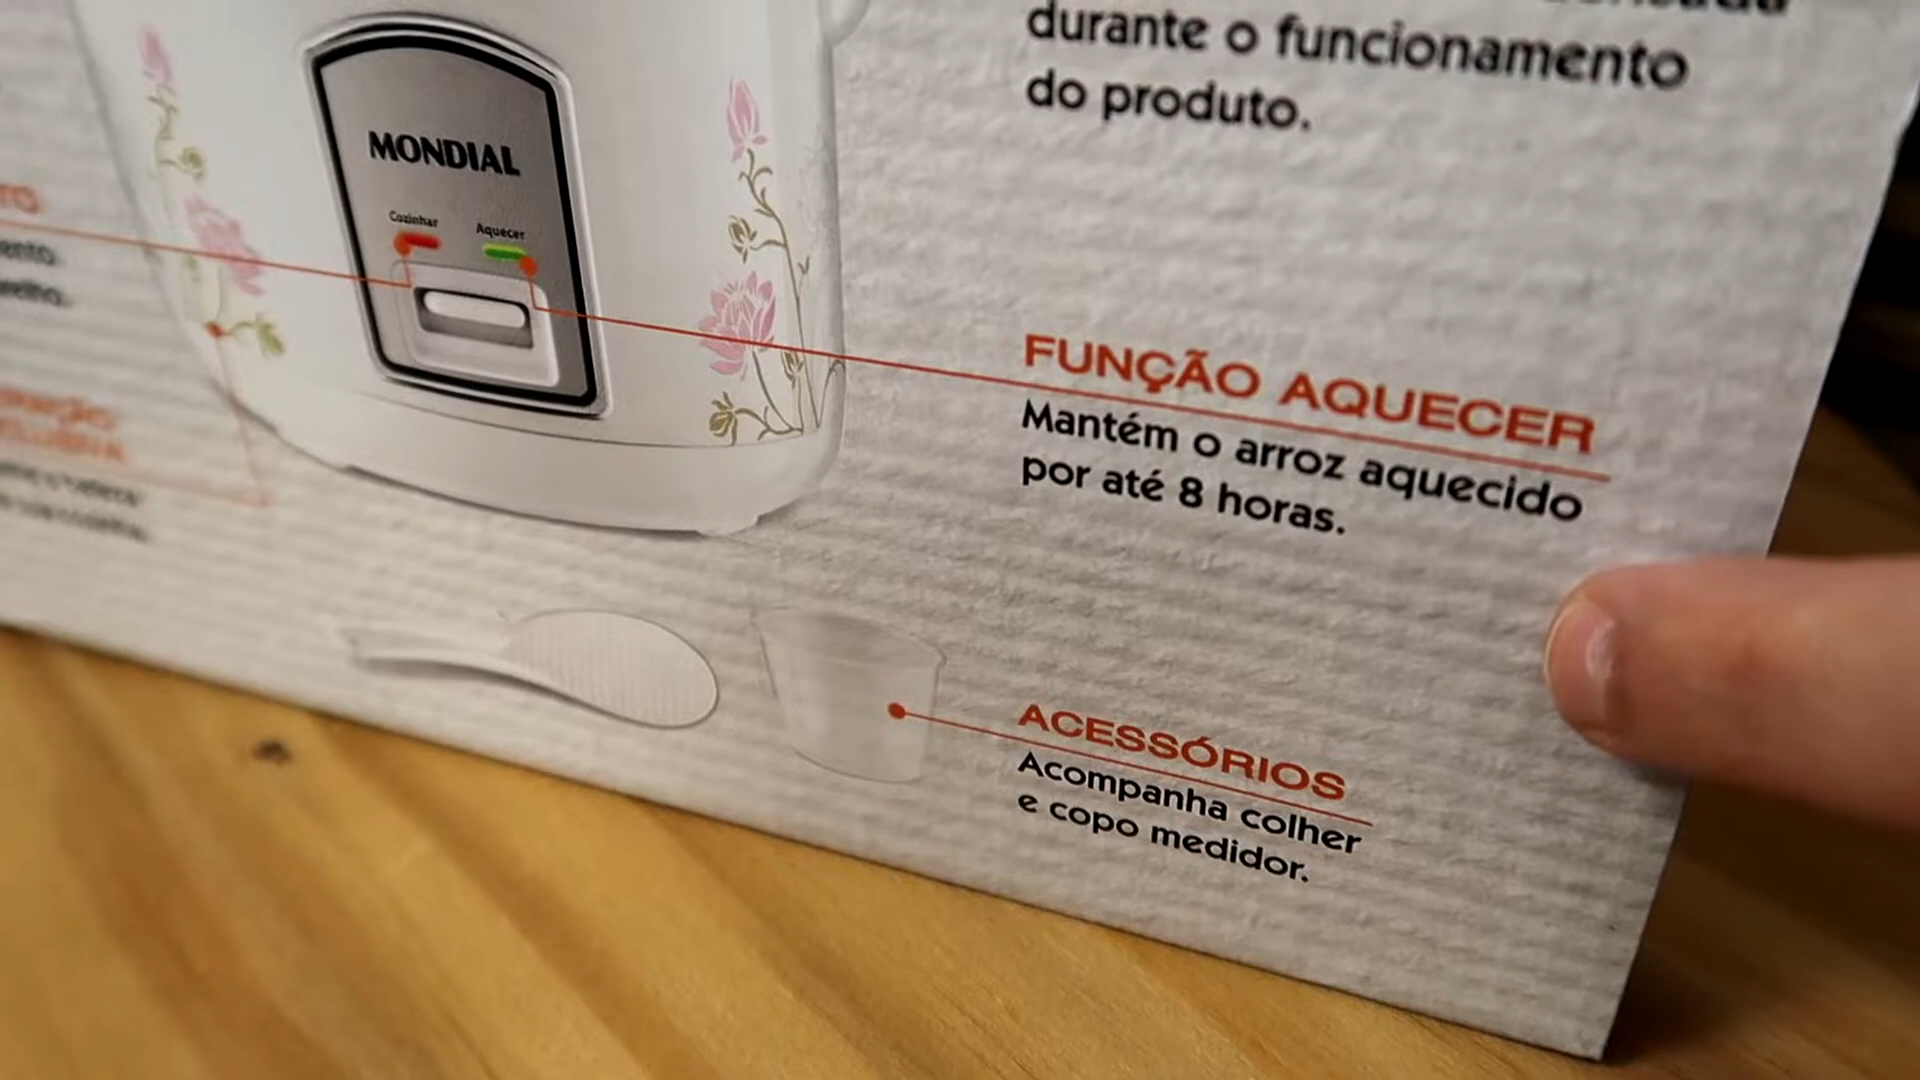 durante o funcionamento
do produto.
MONDIAL
Cozinhar
Aquecer
FUNÇÃO AQUECER
Mantém o arroz aquecido
por até 8 horas.
ACESSÓRIOS
Acompanha colher
e copo medidor.